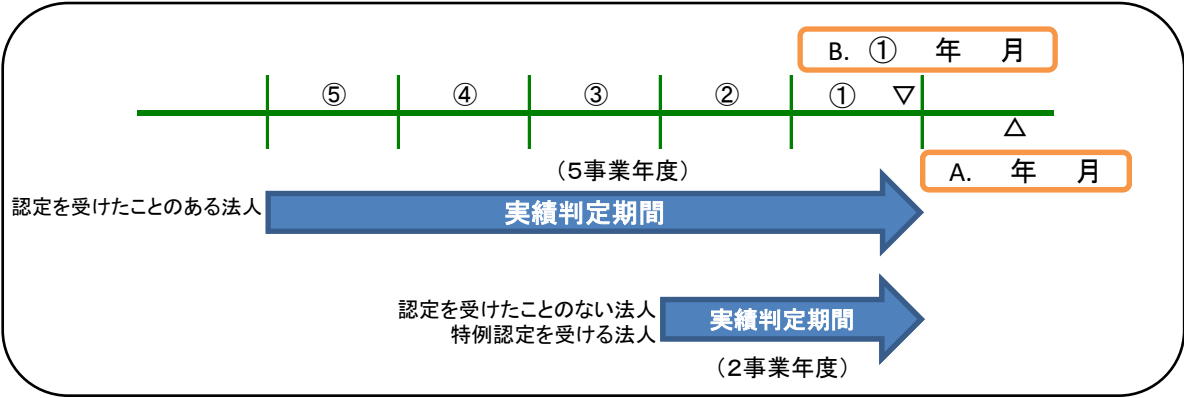 B. ① 年 月
⑤ ④ ③ ② ① ▽
△
A. 年 月
(5事業年度)
認定を受けたことのある法人 実績判定期間
認定を受けたことのない法人
特例認定を受ける法人
実績判定期間
(2事業年度)